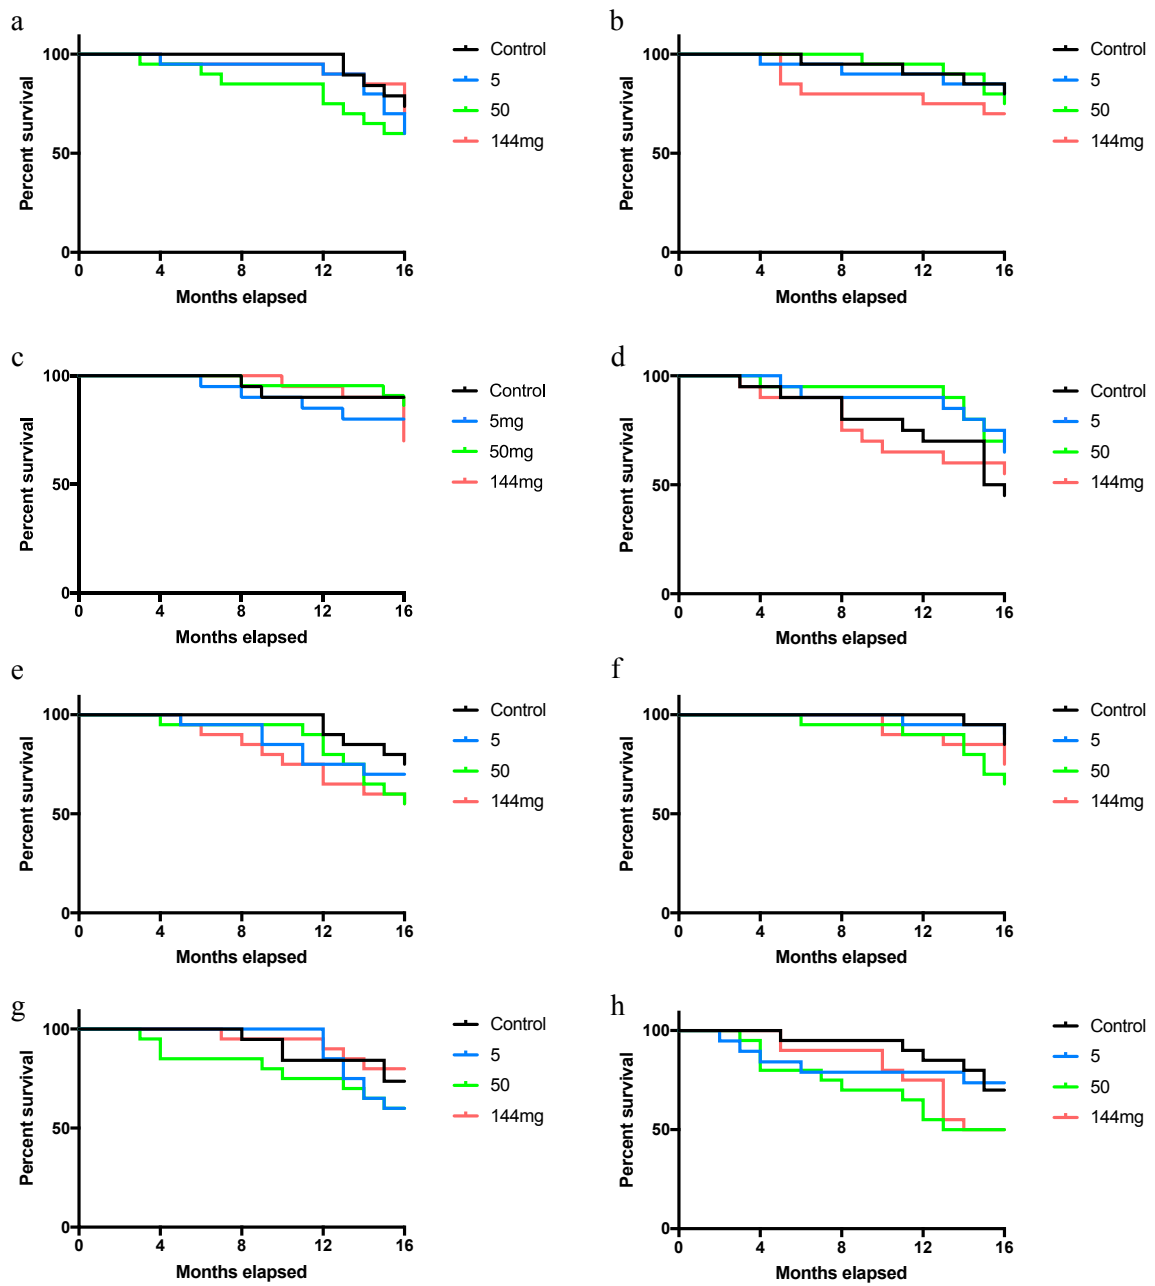 a
Percent survival
100
50
0
0 4 8 12 16
Months elapsed
Control
5
50
144mg
b
Percent survival
100
50
0
0 4 8 12 16
Months elapsed
Control
5
50
144mg
c
Percent survival
100
50
0
0 4 8 12 16
Months elapsed
Control
5mg
50mg
144mg
d
Percent survival
100
50
0
0 4 8 12 16
Months elapsed
Control
5
50
144mg
e
Percent survival
100
50
0
0 4 8 12 16
Months elapsed
Control
5
50
144mg
f
Percent survival
100
50
0
0 4 8 12 16
Months elapsed
Control
5
50
144mg
g
Percent survival
100
50
0
0 4 8 12 16
Months elapsed
Control
5
50
144mg
h
Percent survival
100
50
0
0 4 8 12 16
Months elapsed
Control
5
50
144mg